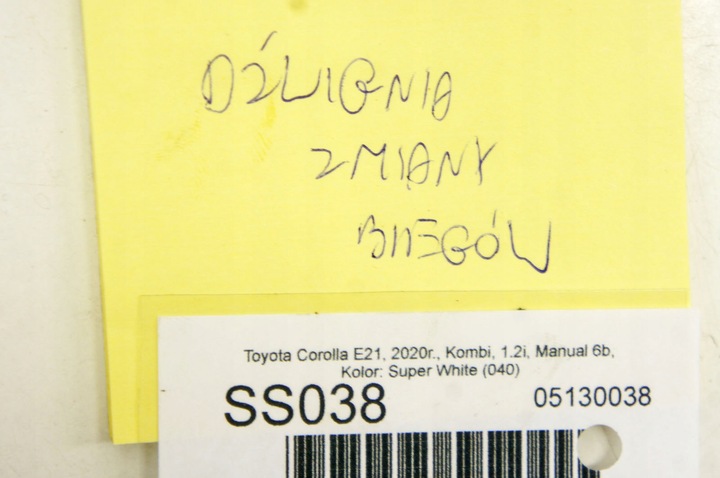 DŹWIGNIA
ZMIANY
BIEGÓW
Toyota Corolla E21, 2020r., Kombi, 1.2i, Manual 6b,
Kolor: Super White (040)
SS038 05130038